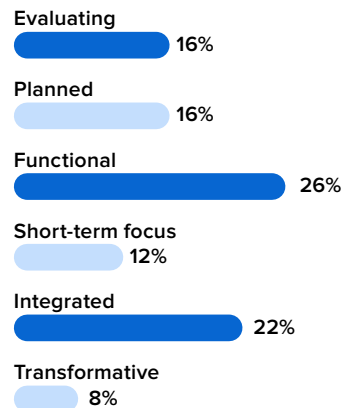 Evaluating
16%
Planned
16%
Functional
26%
Short-term focus
12%
Integrated
22%
Transformative
8%